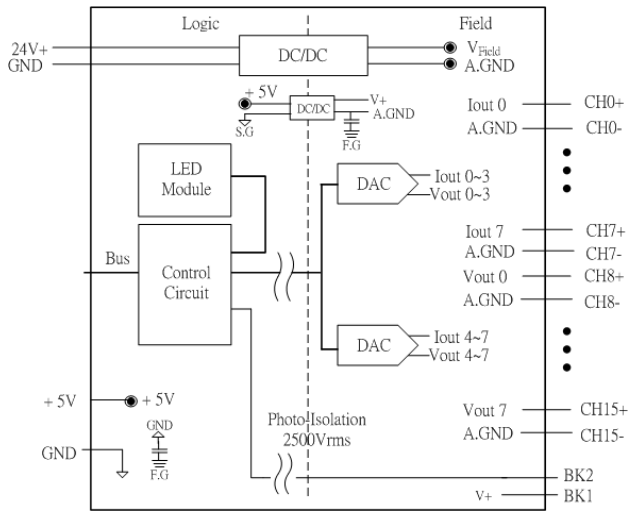 Logic
Field
24V+
GND
DC/DC
VField
A.GND
+ 5V
S.G
DC/DC
V+
A.GND
F.G
Iout 0
CH0+
A.GND
CH0-
LED
Module
DAC
Iout 0~3
Vout 0~3
Bus
Control
Circuit
Iout 7
CH7+
A.GND
CH7-
Vout 0
CH8+
A.GND
CH8-
DAC
Iout 4~7
Vout 4~7
+ 5V
+ 5V
GND
GND
F.G
Photo-Isolation
2500Vrms
Vout 7
CH15+
A.GND
CH15-
BK2
V+
BK1